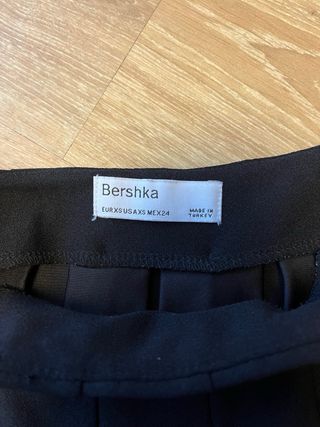 Bershka
EUR XS USA XS MEX 24
MADE IN
TURKEY